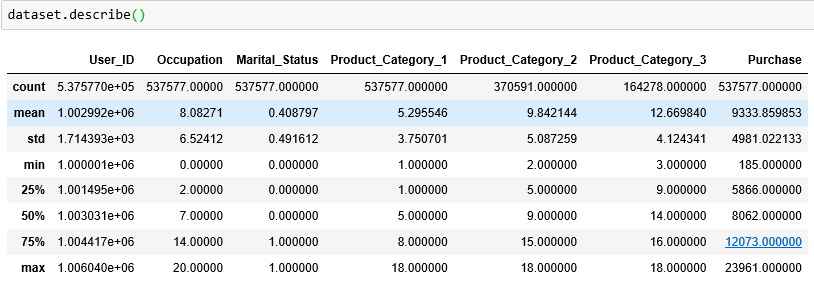 dataset.describe()
User_ID Occupation Marital_Status Product_Category_1 Product_Category_2 Product_Category_3 Purchase
count 5.375770e+05 537577.00000 537577.000000 537577.000000 370591.000000 164278.000000 537577.000000
mean 1.002992e+06 8.08271 0.408797 5.295546 9.842144 12.669840 9333.859853
std 1.714393e+03 6.52412 0.491612 3.750701 5.087259 4.124341 4981.022133
min 1.000001e+06 0.00000 0.000000 1.000000 2.000000 3.000000 185.000000
25% 1.001495e+06 2.00000 0.000000 1.000000 5.000000 9.000000 5866.000000
50% 1.003031e+06 7.00000 0.000000 5.000000 9.000000 14.000000 8062.000000
75% 1.004417e+06 14.00000 1.000000 8.000000 15.000000 16.000000 12073.000000
max 1.006040e+06 20.00000 1.000000 18.000000 18.000000 18.000000 23961.000000